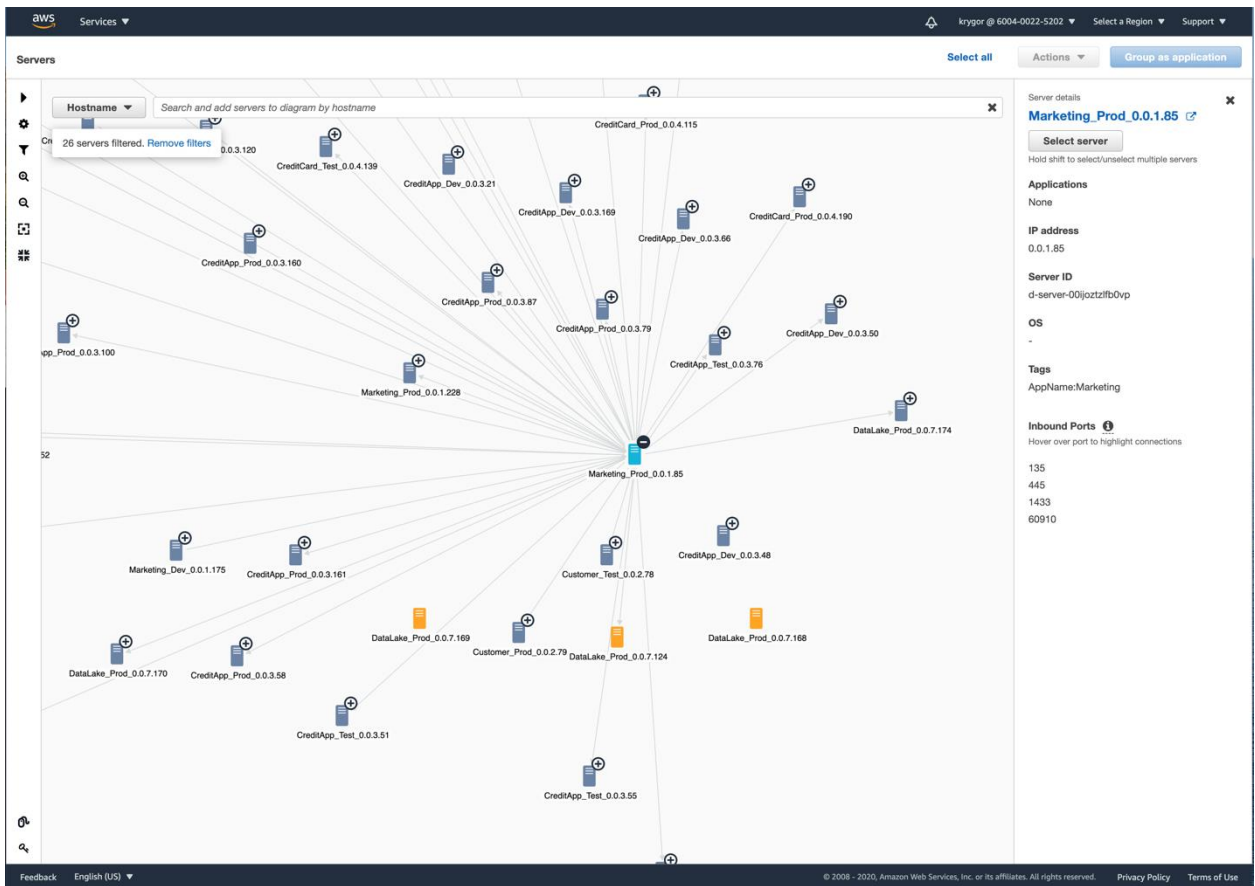 aws
Services ▼
krygor @ 6004-0022-5202 ▼
Select a Region ▼
Support ▼
Servers
Select all
Actions ▼
Group as application
Hostname ▼
Search and add servers to diagram by hostname
26 servers filtered. Remove filters
0.0.3.120
CreditCard_Prod_0.0.4.115
CreditCard_Test_0.0.4.139
CreditApp_Dev_0.0.3.21
CreditApp_Dev_0.0.3.169
CreditCard_Prod_0.0.4.190
CreditApp_Dev_0.0.3.66
CreditApp_Prod_0.0.3.160
CreditApp_Prod_0.0.3.87
CreditApp_Prod_0.0.3.79
CreditApp_Dev_0.0.3.50
pp_Prod_0.0.3.100
CreditApp_Test_0.0.3.76
Marketing_Prod_0.0.1.228
DataLake_Prod_0.0.7.174
52
Marketing_Prod_0.0.1.85
CreditApp_Dev_0.0.3.48
Marketing_Dev_0.0.1.175
CreditApp_Prod_0.0.3.161
Customer_Test_0.0.2.78
DataLake_Prod_0.0.7.169
Customer_Prod_0.0.2.79
DataLake_Prod_0.0.7.124
DataLake_Prod_0.0.7.168
DataLake_Prod_0.0.7.170
CreditApp_Prod_0.0.3.58
CreditApp_Test_0.0.3.51
CreditApp_Test_0.0.3.55
Server details
Marketing_Prod_0.0.1.85
Select server
Hold shift to select/unselect multiple servers
Applications
None
IP address
0.0.1.85
Server ID
d-server-00ijoztzlfb0vp
OS
-
Tags
AppName:Marketing
Inbound Ports
Hover over port to highlight connections
135
445
1433
60910
Feedback
English (US) ▼
© 2008 - 2020, Amazon Web Services, Inc. or its affiliates. All rights reserved.
Privacy Policy
Terms of Use